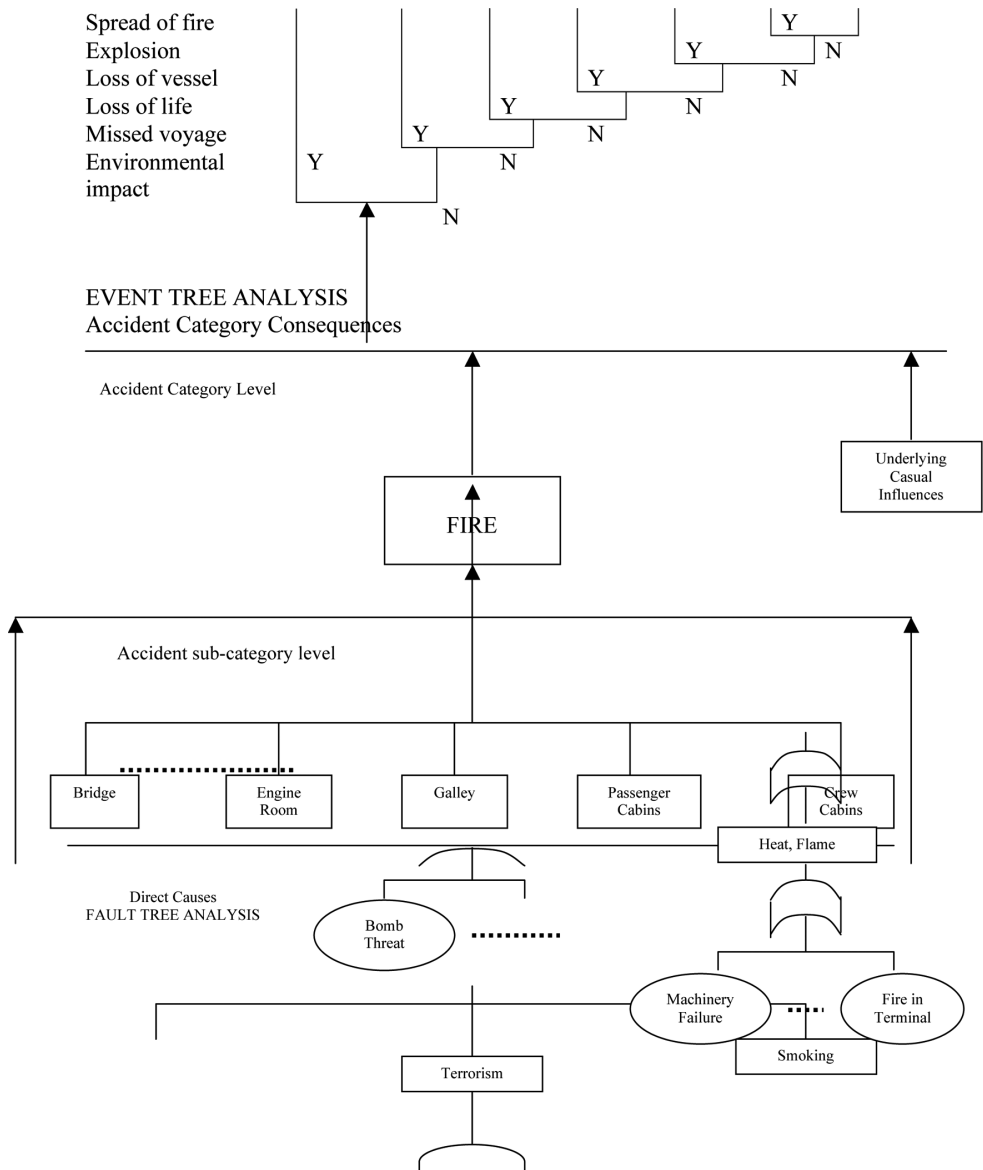 Spread of fire
Y
Explosion
Y
N
Loss of vessel
Y
N
Loss of life
Y
N
Missed voyage
Y
N
Environmental
Y
N
impact
N
EVENT TREE ANALYSIS
Accident Category Consequences
Accident Category Level
Underlying
Casual
Influences
FIRE
Accident sub-category level
Bridge
Engine
Room
Galley
Passenger
Cabins
Crew
Cabins
Heat, Flame
Direct Causes
FAULT TREE ANALYSIS
Bomb
Threat
Machinery
Failure
Fire in
Terminal
Smoking
Terrorism